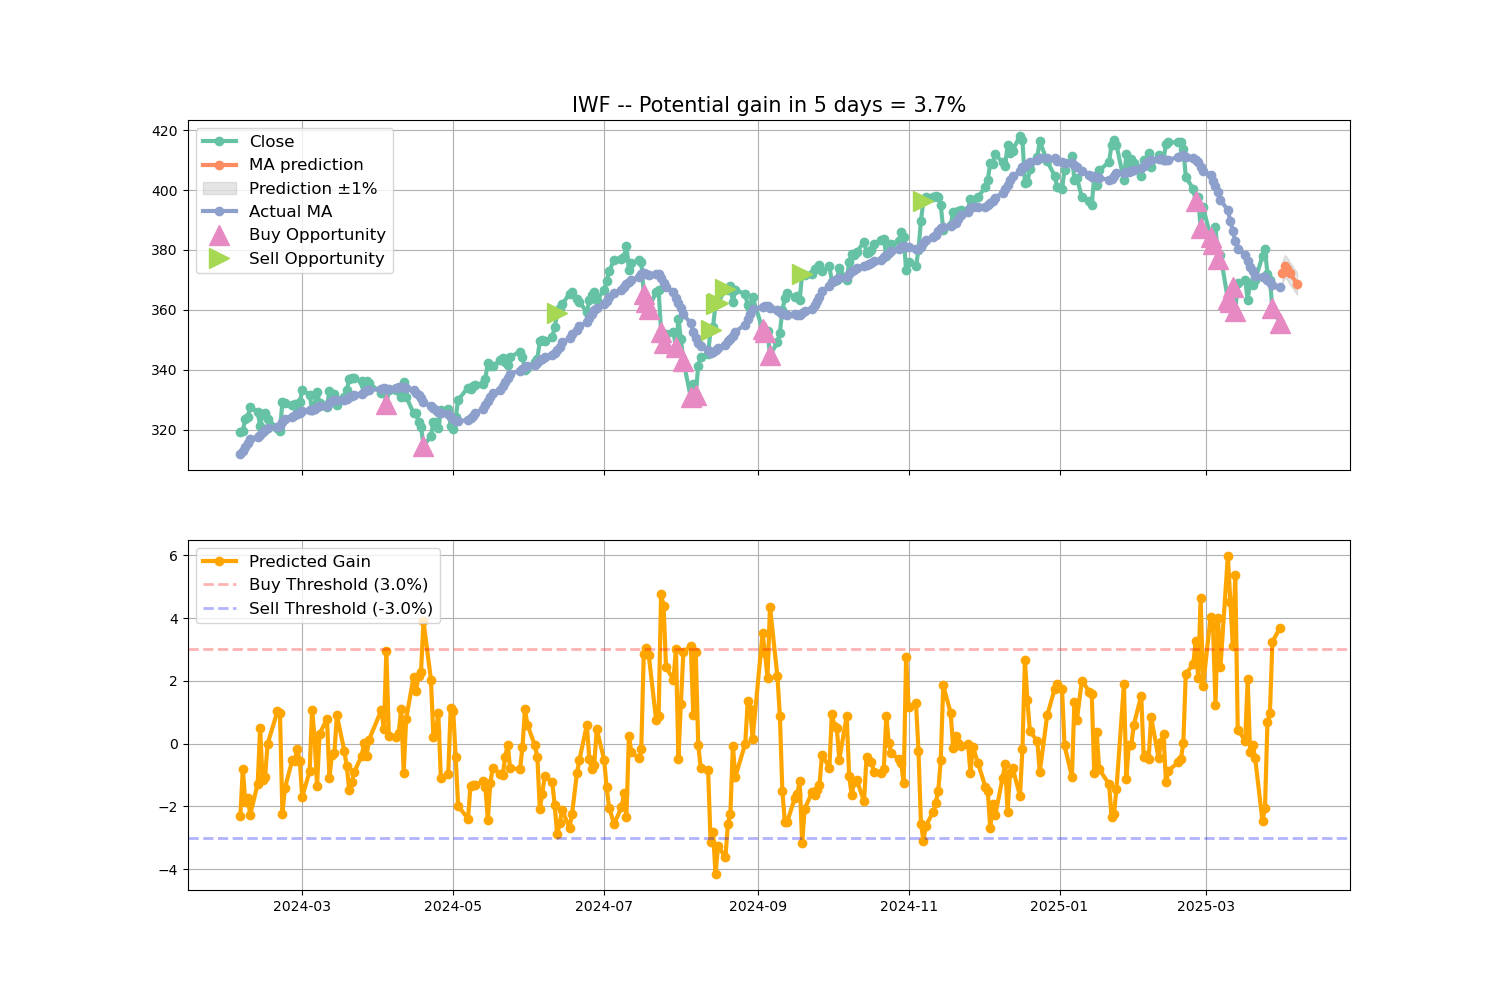 IWF -- Potential gain in 5 days = 3.7%
420
400
380
360
340
320
Close
MA prediction
Prediction ±1%
Actual MA
Buy Opportunity
Sell Opportunity
6
4
2
0
−2
−4
Predicted Gain
Buy Threshold (3.0%)
Sell Threshold (-3.0%)
2024-03
2024-05
2024-07
2024-09
2024-11
2025-01
2025-03